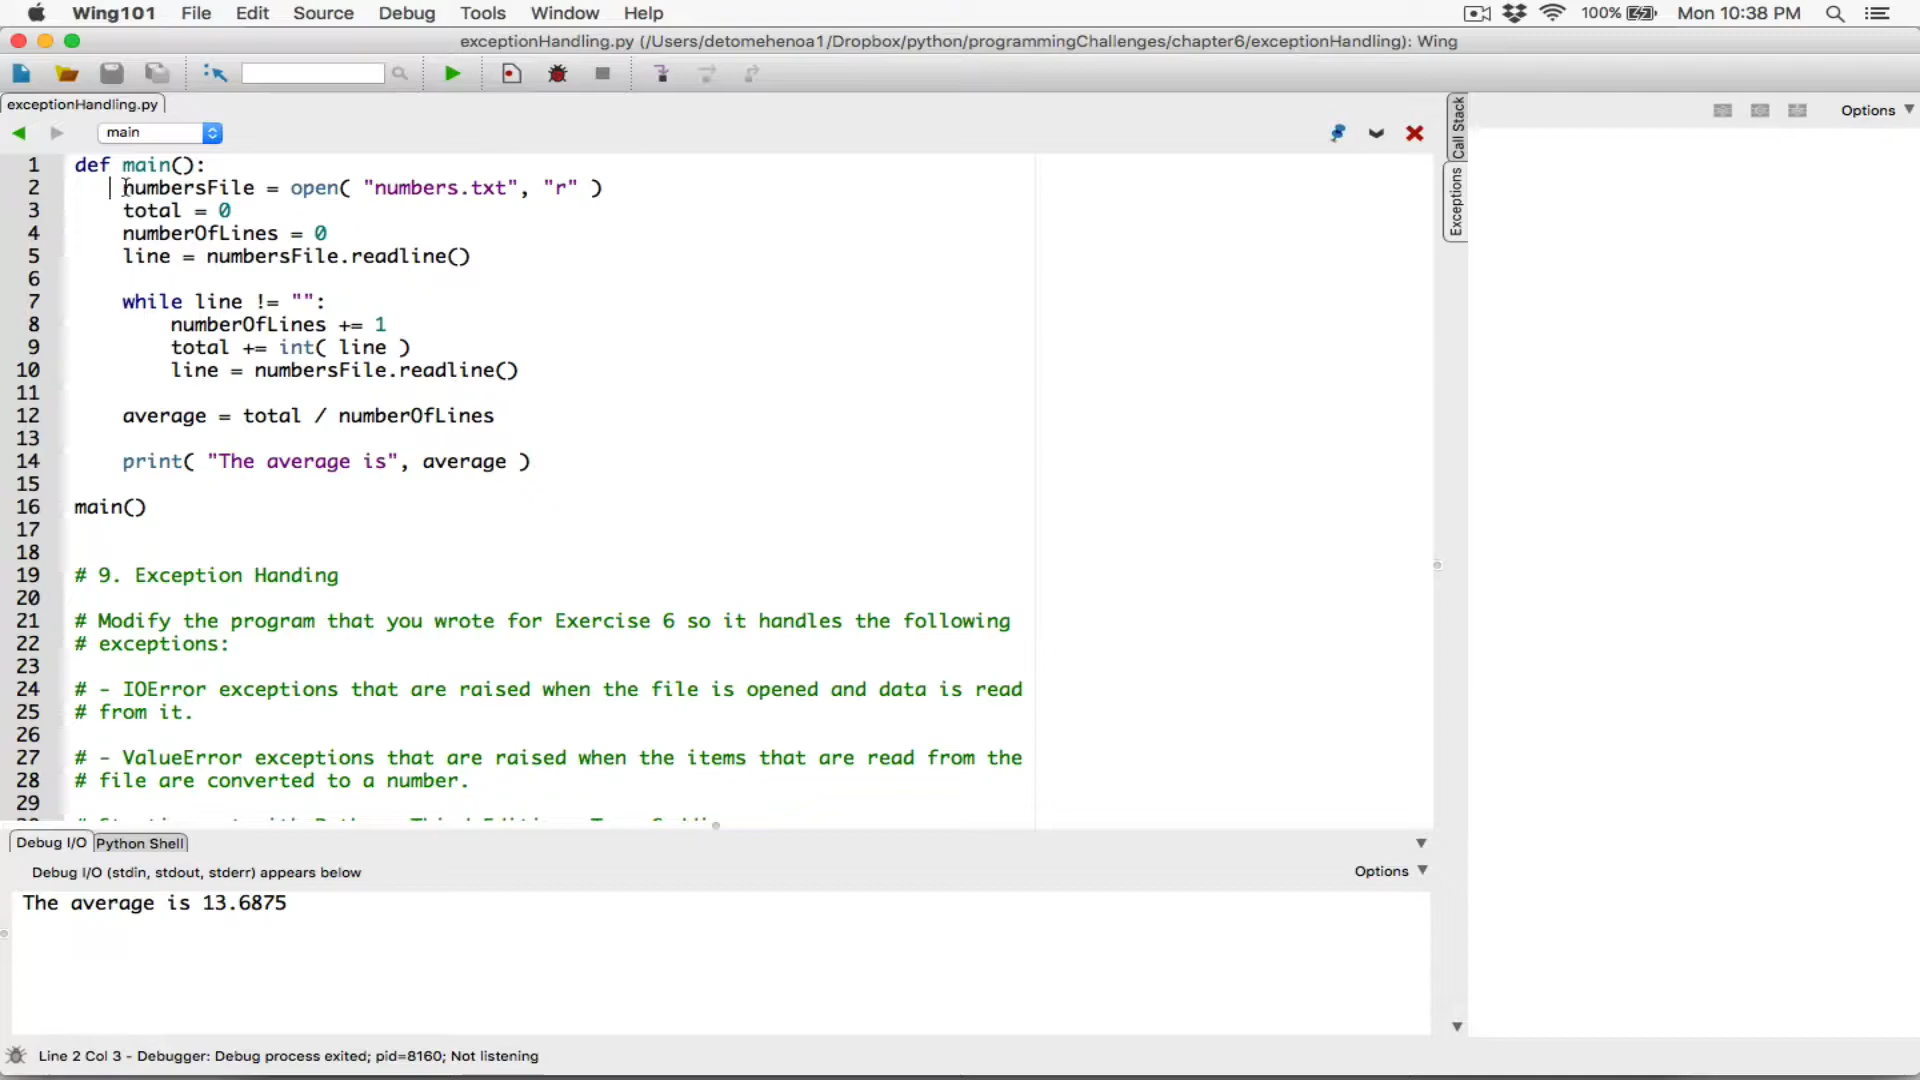 Wing101 File Edit Source Debug Tools Window Help 100% Mon 10:38 PM
exceptionHandling.py (/Users/detomehenoa1/Dropbox/python/programmingChallenges/chapter6/exceptionHandling): Wing
exceptionHandling.py
main
Options
Call Stack
Exceptions
1 def main():
2 numbersFile = open( "numbers.txt", "r" )
3 total = 0
4 numberOfLines = 0
5 line = numbersFile.readline()
6
7 while line != "":
8 numberOfLines += 1
9 total += int( line )
10 line = numbersFile.readline()
11
12 average = total / numberOfLines
13
14 print( "The average is", average )
15
16 main()
17
18
19 # 9. Exception Handing
20
21 # Modify the program that you wrote for Exercise 6 so it handles the following
22 # exceptions:
23
24 # - IOError exceptions that are raised when the file is opened and data is read
25 # from it.
26
27 # - ValueError exceptions that are raised when the items that are read from the
28 # file are converted to a number.
29
Debug I/O Python Shell
Debug I/O (stdin, stdout, stderr) appears below
Options
The average is 13.6875
Line 2 Col 3 - Debugger: Debug process exited; pid=8160; Not listening